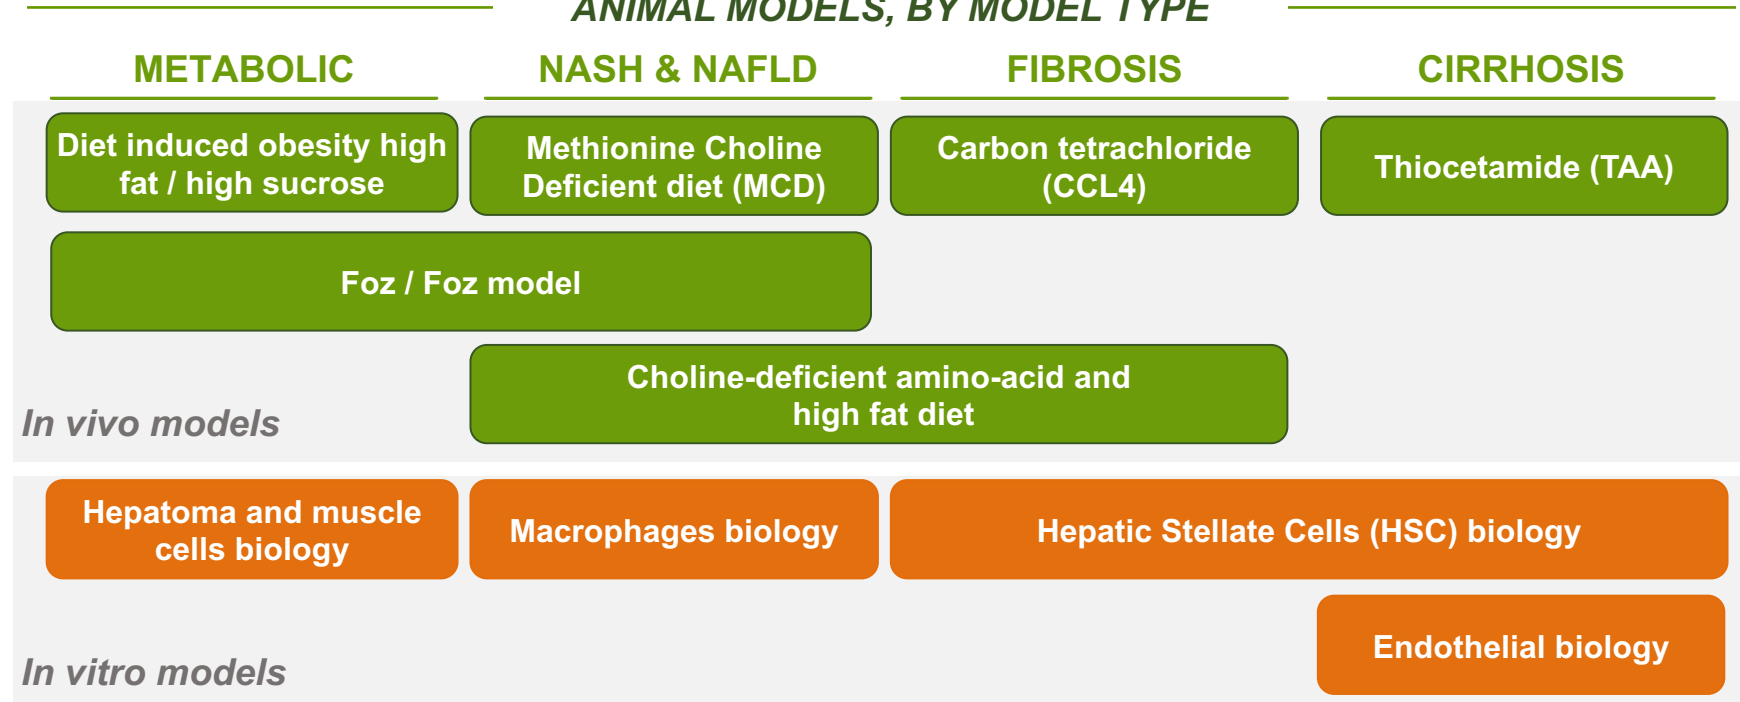 ANIMAL MODELS, BY MODEL TYPE
METABOLIC
NASH & NAFLD
FIBROSIS
CIRRHOSIS
Diet induced obesity high
fat / high sucrose
Methionine Choline
Deficient diet (MCD)
Carbon tetrachloride
(CCL4)
Thiocetamide (TAA)
Foz / Foz model
Choline-deficient amino-acid and
high fat diet
In vivo models
Hepatoma and muscle
cells biology
Macrophages biology
Hepatic Stellate Cells (HSC) biology
Endothelial biology
In vitro models